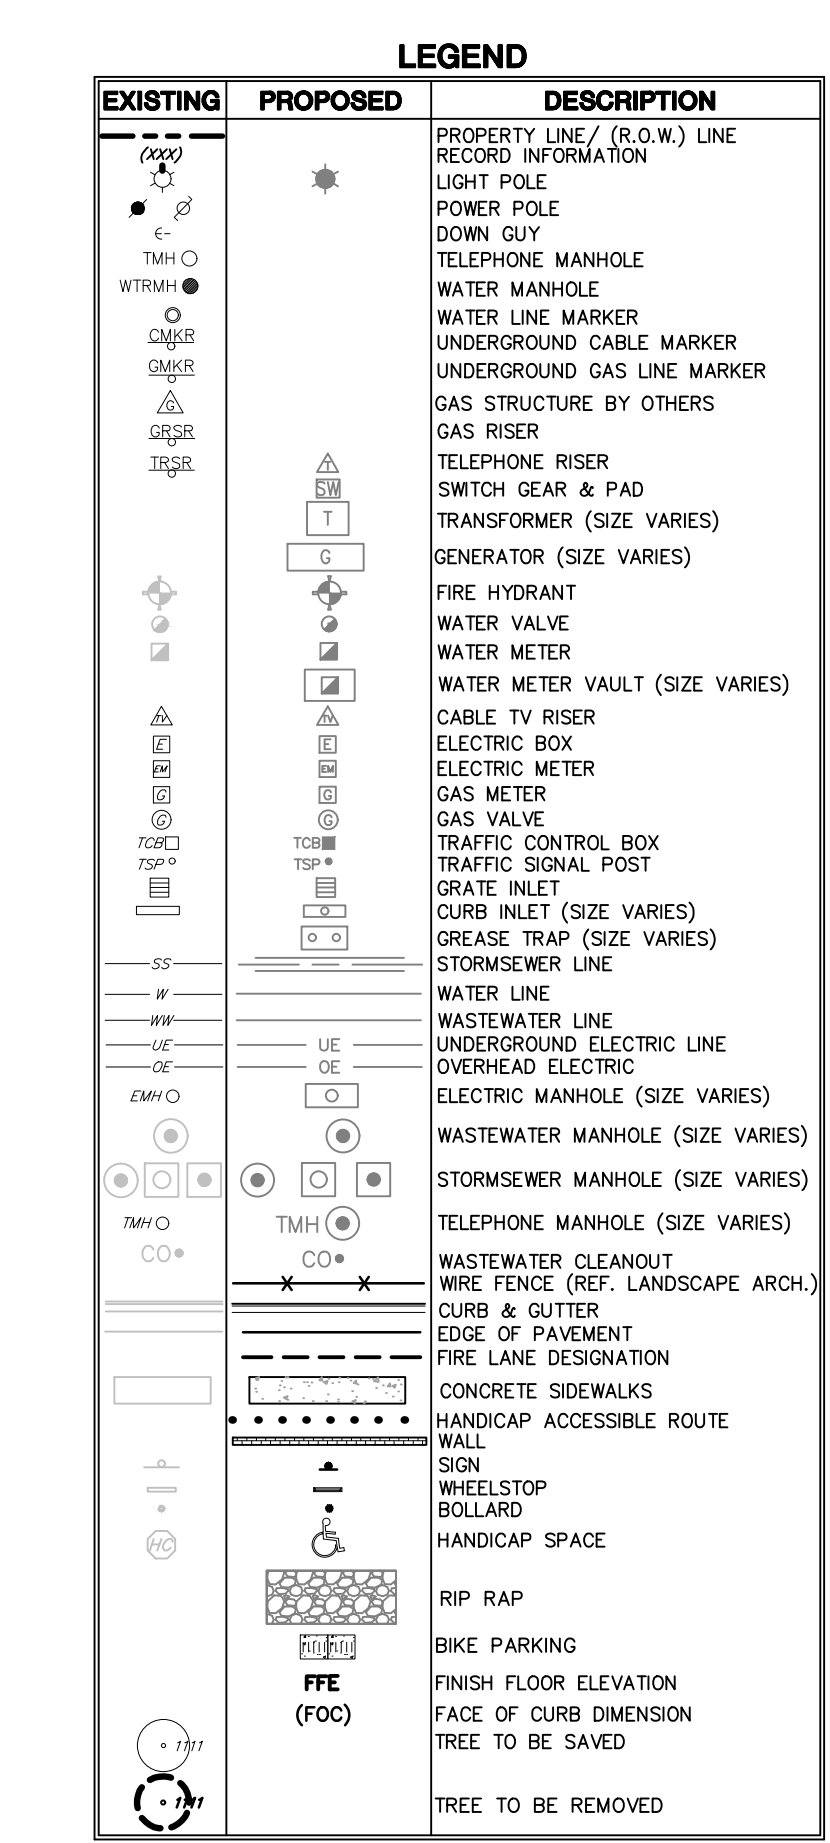 LEGEND
EXISTING PROPOSED DESCRIPTION
PROPERTY LINE/ (R.O.W.) LINE
(XXX) RECORD INFORMATION
LIGHT POLE
POWER POLE
DOWN GUY
TMH TELEPHONE MANHOLE
WTRMH WATER MANHOLE
WATER LINE MARKER
CMKR UNDERGROUND CABLE MARKER
GMKR UNDERGROUND GAS LINE MARKER
G GAS STRUCTURE BY OTHERS
GRSR GAS RISER
TRSR T TELEPHONE RISER
SW SWITCH GEAR & PAD
T TRANSFORMER (SIZE VARIES)
G GENERATOR (SIZE VARIES)
FIRE HYDRANT
WATER VALVE
WATER METER
WATER METER VAULT (SIZE VARIES)
TV TV CABLE TV RISER
E E ELECTRIC BOX
EM EM ELECTRIC METER
G G GAS METER
G G GAS VALVE
TCB TCB TRAFFIC CONTROL BOX
TSP TSP TRAFFIC SIGNAL POST
GRATE INLET
CURB INLET (SIZE VARIES)
GREASE TRAP (SIZE VARIES)
SS STORMSEWER LINE
W WATER LINE
WW WASTEWATER LINE
UE UE UNDERGROUND ELECTRIC LINE
OE OE OVERHEAD ELECTRIC
EMH ELECTRIC MANHOLE (SIZE VARIES)
WASTEWATER MANHOLE (SIZE VARIES)
STORMSEWER MANHOLE (SIZE VARIES)
TMH TMH TELEPHONE MANHOLE (SIZE VARIES)
CO CO WASTEWATER CLEANOUT
WIRE FENCE (REF. LANDSCAPE ARCH.)
CURB & GUTTER
EDGE OF PAVEMENT
FIRE LANE DESIGNATION
CONCRETE SIDEWALKS
HANDICAP ACCESSIBLE ROUTE
WALL
SIGN
WHEELSTOP
BOLLARD
HC HANDICAP SPACE
RIP RAP
BIKE PARKING
FFE FINISH FLOOR ELEVATION
(FOC) FACE OF CURB DIMENSION
1111 TREE TO BE SAVED
1111 TREE TO BE REMOVED